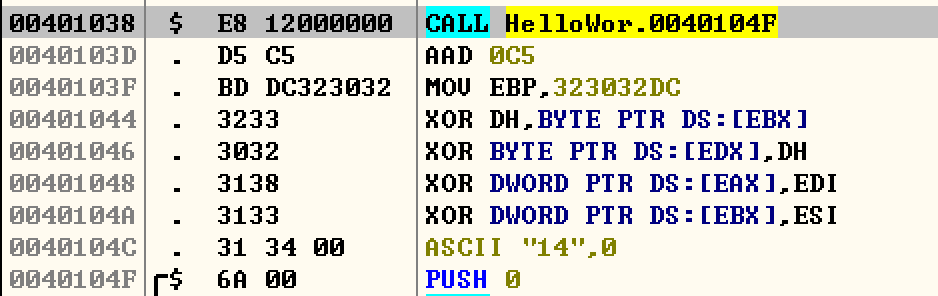 00401038 $ E8 12000000 CALL HelloWor.0040104F
0040103D . D5 C5 AAD 0C5
0040103F . BD DC323032 MOV EBP,323032DC
00401044 . 3233 XOR DH,BYTE PTR DS:[EBX]
00401046 . 3032 XOR BYTE PTR DS:[EDX],DH
00401048 . 3138 XOR DWORD PTR DS:[EAX],EDI
0040104A . 3133 XOR DWORD PTR DS:[EBX],ESI
0040104C . 31 34 00 ASCII "14",0
0040104F $ 6A 00 PUSH 0